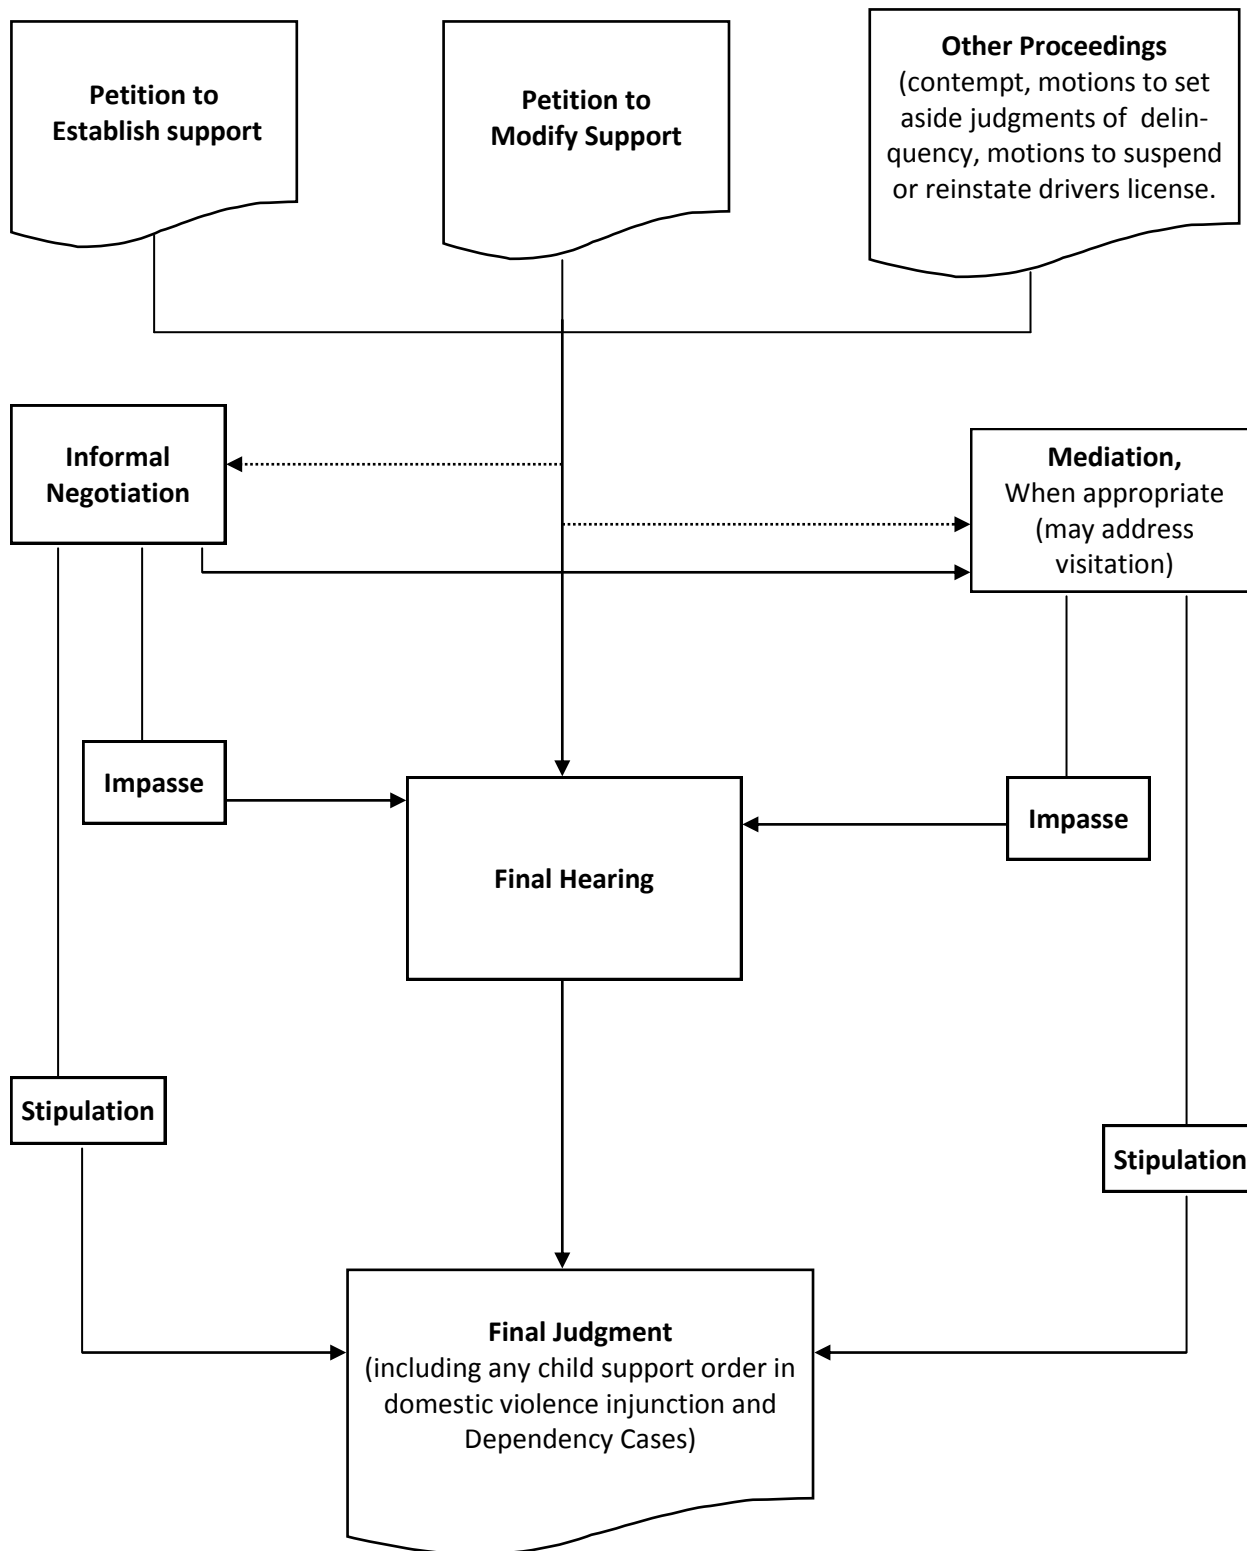 Petition to
Establish support
Petition to
Modify Support
Other Proceedings
(contempt, motions to set
aside judgments of  delin-
quency, motions to suspend
or reinstate drivers license.
Informal
Negotiation
Mediation,
When appropriate
(may address
visitation)
Impasse
Impasse
Final Hearing
Stipulation
Stipulation
Final Judgment
(including any child support order in
domestic violence injunction and
Dependency Cases)